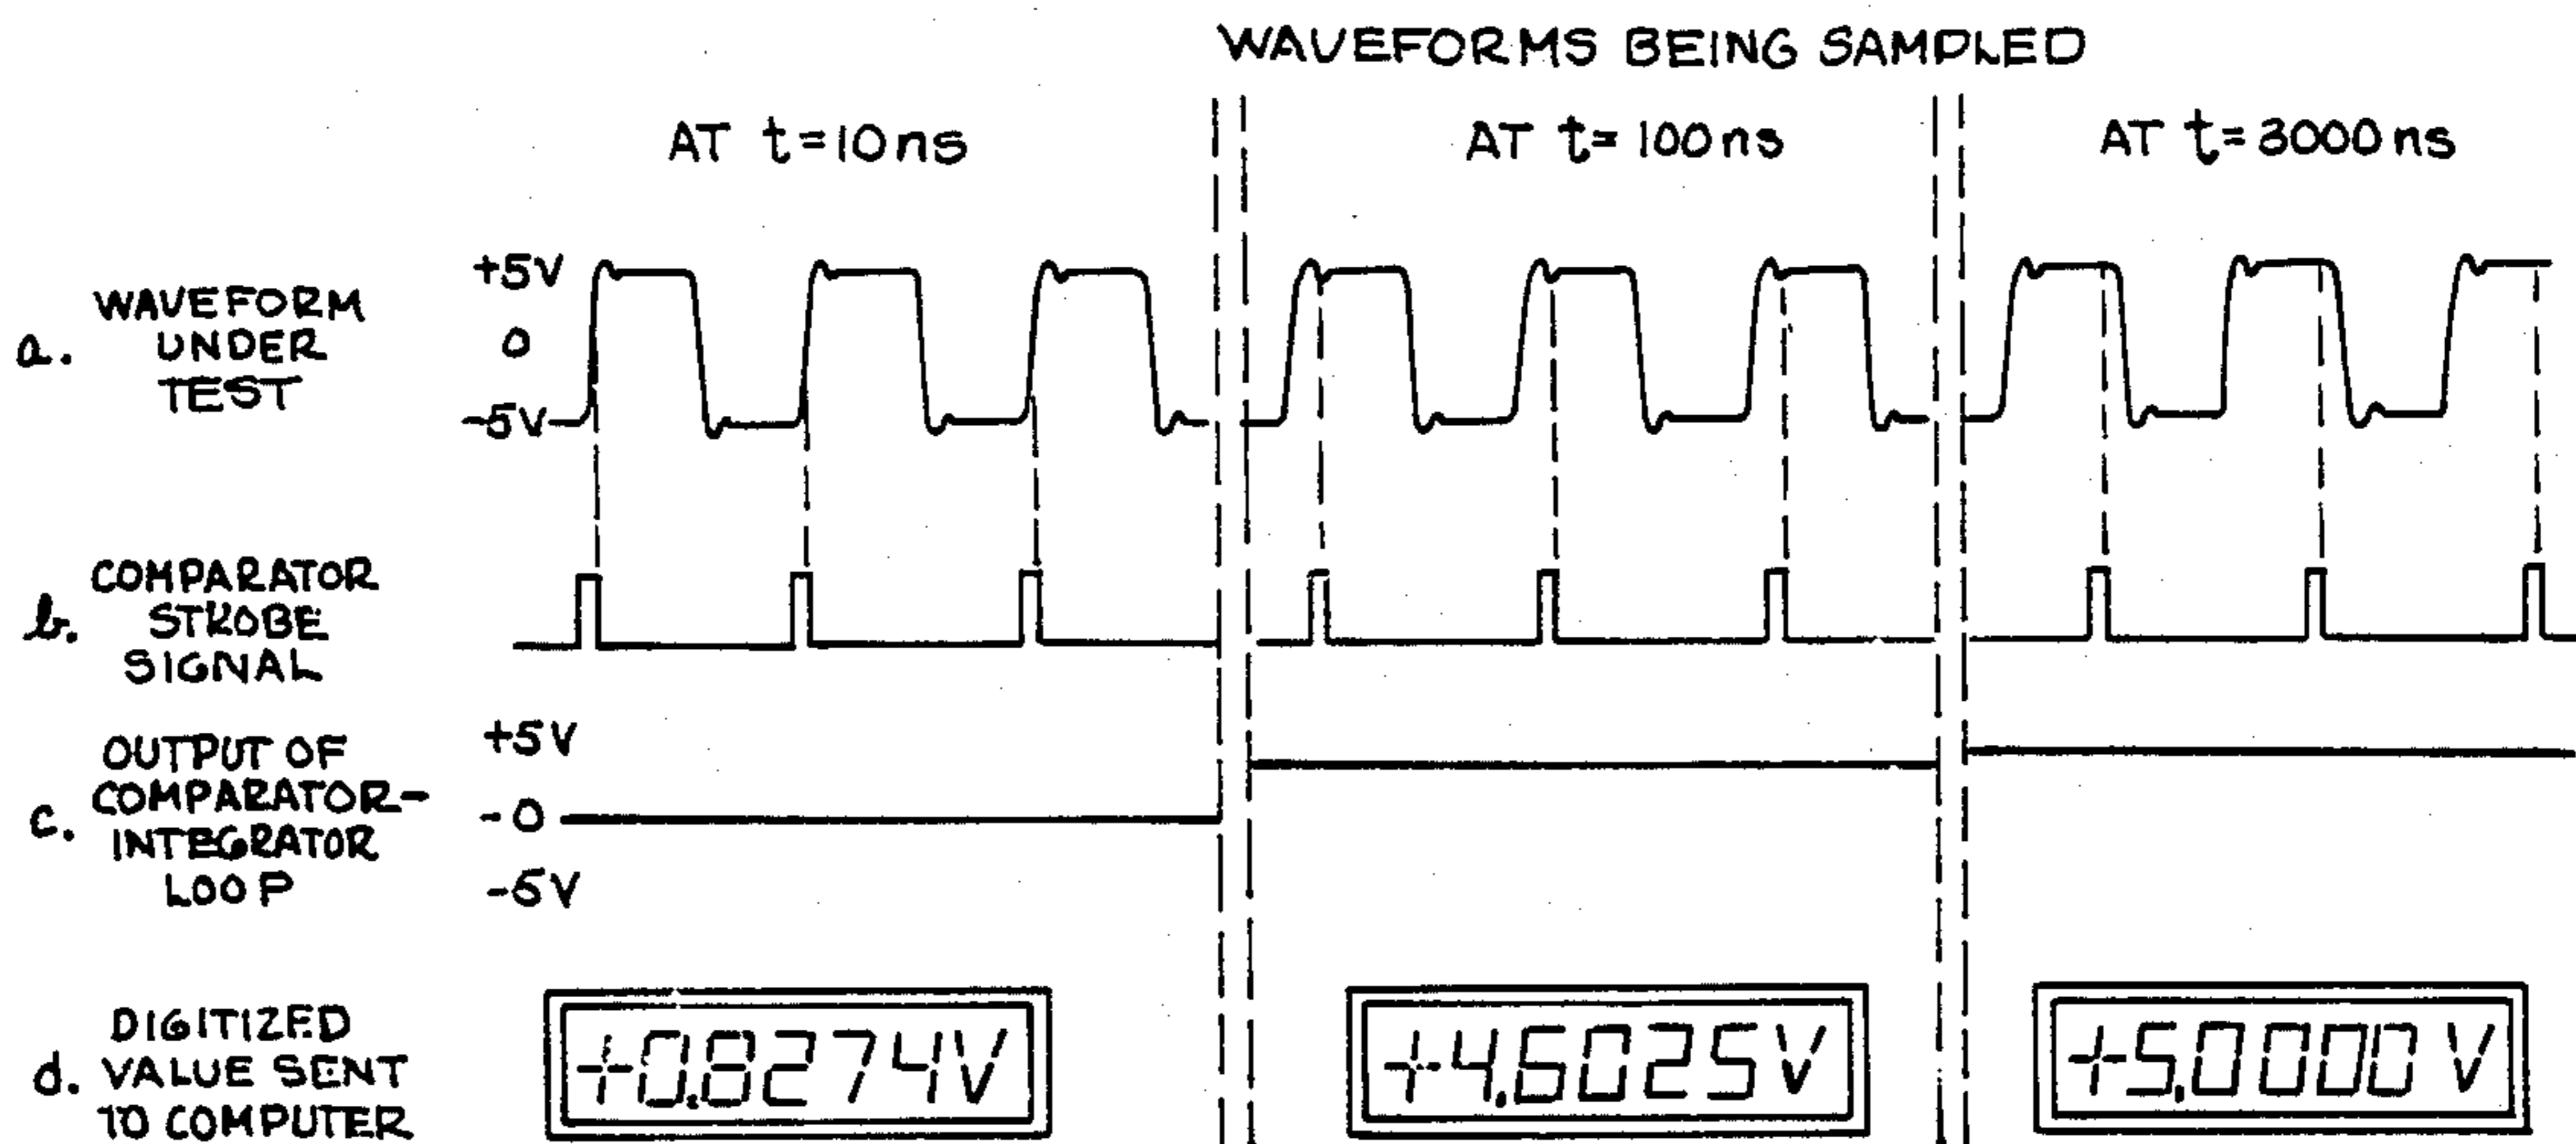 WAVEFORMS BEING SAMPLED
AT t=10ns
AT t=100ns
AT t=3000ns
a. WAVEFORM
UNDER
TEST
+5V
0
-5V
b. COMPARATOR
STROBE
SIGNAL
c. OUTPUT OF
COMPARATOR-
INTEGRATOR
LOOP
+5V
-0
-5V
d. DIGITIZED
VALUE SENT
TO COMPUTER
+0.8274V
+4.6025V
+5.0000V